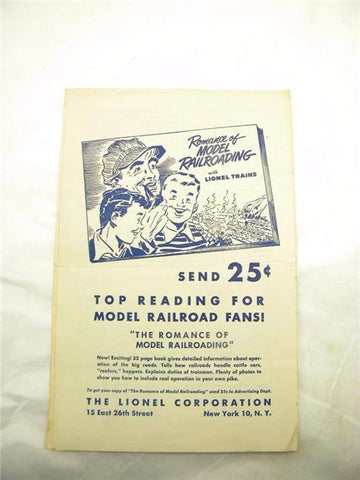 Romance of
MODEL
RAILROADING
with
LIONEL TRAINS
SEND 25¢
TOP READING FOR
MODEL RAILROAD FANS!
"THE ROMANCE OF
MODEL RAILROADING"
New! Exciting! 32 page book gives detailed information about oper-
ation of the big roads. Tells how railroads handle cattle cars,
"reefers," hoppers. Explains duties of trainmen. Plenty of photos to
show you how to include real operation in your own pike.
To get your copy of "The Romance of Model Railroading" send 25c to Advertising Dept.
THE LIONEL CORPORATION
15 East 26th Street New York 10, N. Y.